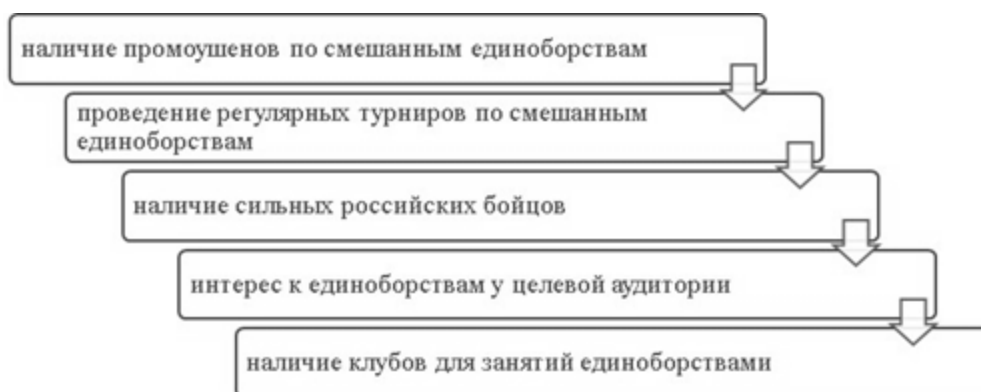 наличие промоушенов по смешанным единоборствам
проведение регулярных турниров по смешанным
единоборствам
наличие сильных российских бойцов
интерес к единоборствам у целевой аудитории
наличие клубов для занятий единоборствами